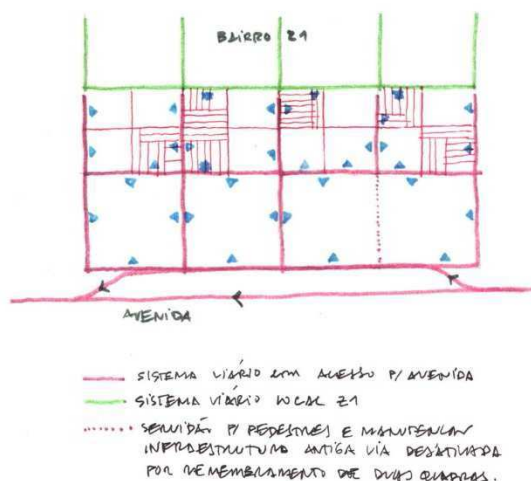 BAIRRO Z1
AVENIDA
SISTEMA VIÁRIO COM ACESSO P/ AVENIDA
SISTEMA VIÁRIO LOCAL Z1
SERVIDÃO P/ PEDESTRES E MANUTENCAN
INFRAESTRUTURA ANTIGA VIA DESATIVADA
POR REMEMBRAMENTO DE DUAS QUADRAS.